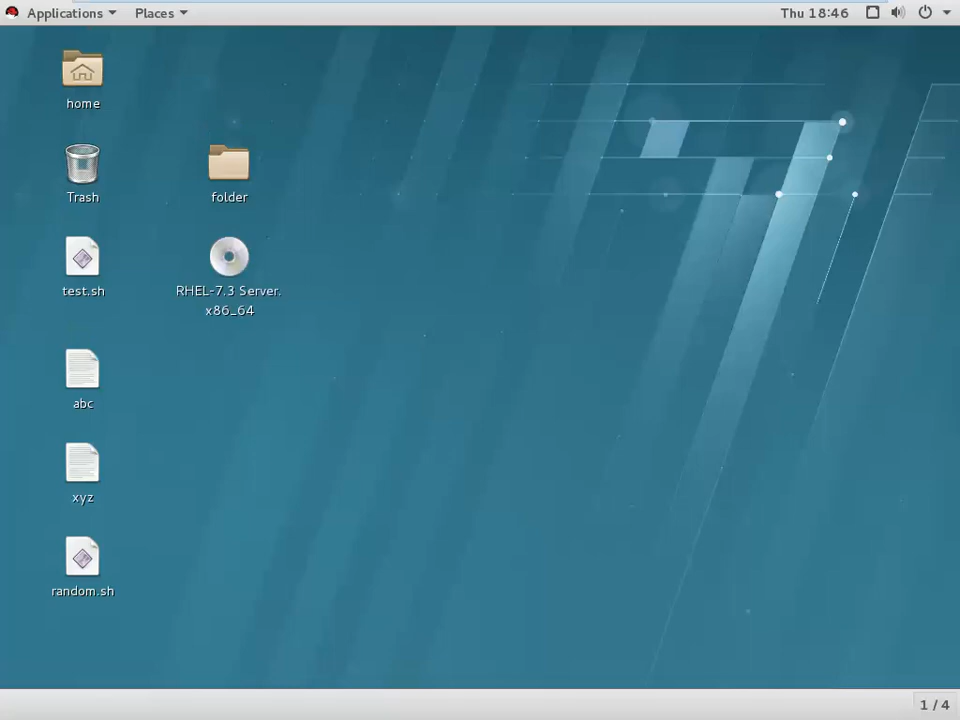 Applications Places Thu 18:46
home
Trash folder
test.sh RHEL-7.3 Server.
x86_64
abc
xyz
random.sh
1 / 4